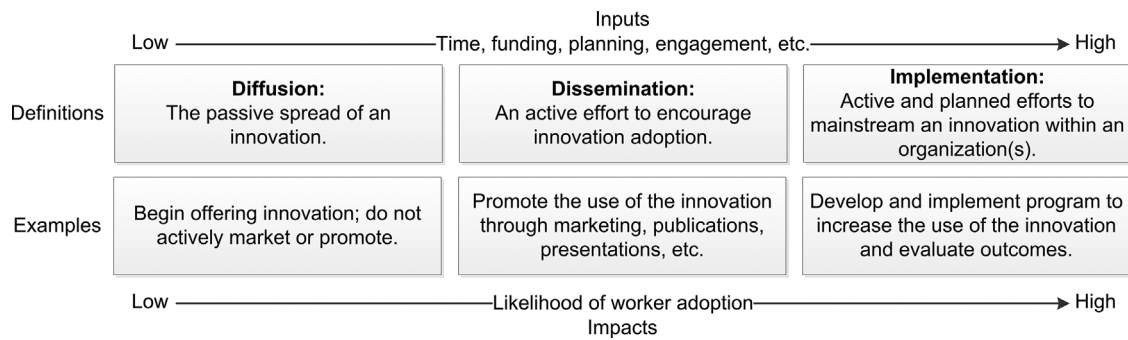 Inputs
Low Time, funding, planning, engagement, etc. High
Definitions
Diffusion:
The passive spread of an
innovation.
Dissemination:
An active effort to encourage
innovation adoption.
Implementation:
Active and planned efforts to
mainstream an innovation within an
organization(s).
Examples
Begin offering innovation; do not
actively market or promote.
Promote the use of the innovation
through marketing, publications,
presentations, etc.
Develop and implement program to
increase the use of the innovation
and evaluate outcomes.
Low Likelihood of worker adoption High
Impacts